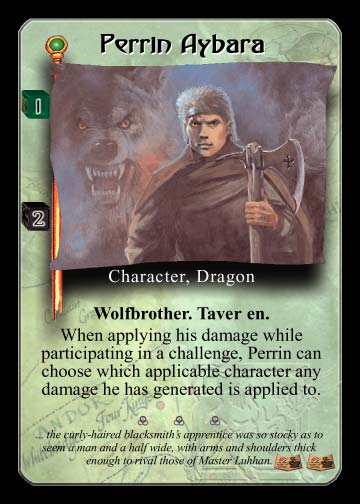 Perrin Aybara
1
2
Character, Dragon
Wolfbrother. Taver en.
When applying his damage while
participating in a challenge, Perrin can
choose which applicable character any
damage he has generated is applied to.
... the curly-haired blacksmith's apprentice was so stocky as to
seem a man and a half wide, with arms and shoulders thick
enough to rival those of Master Luhhan.